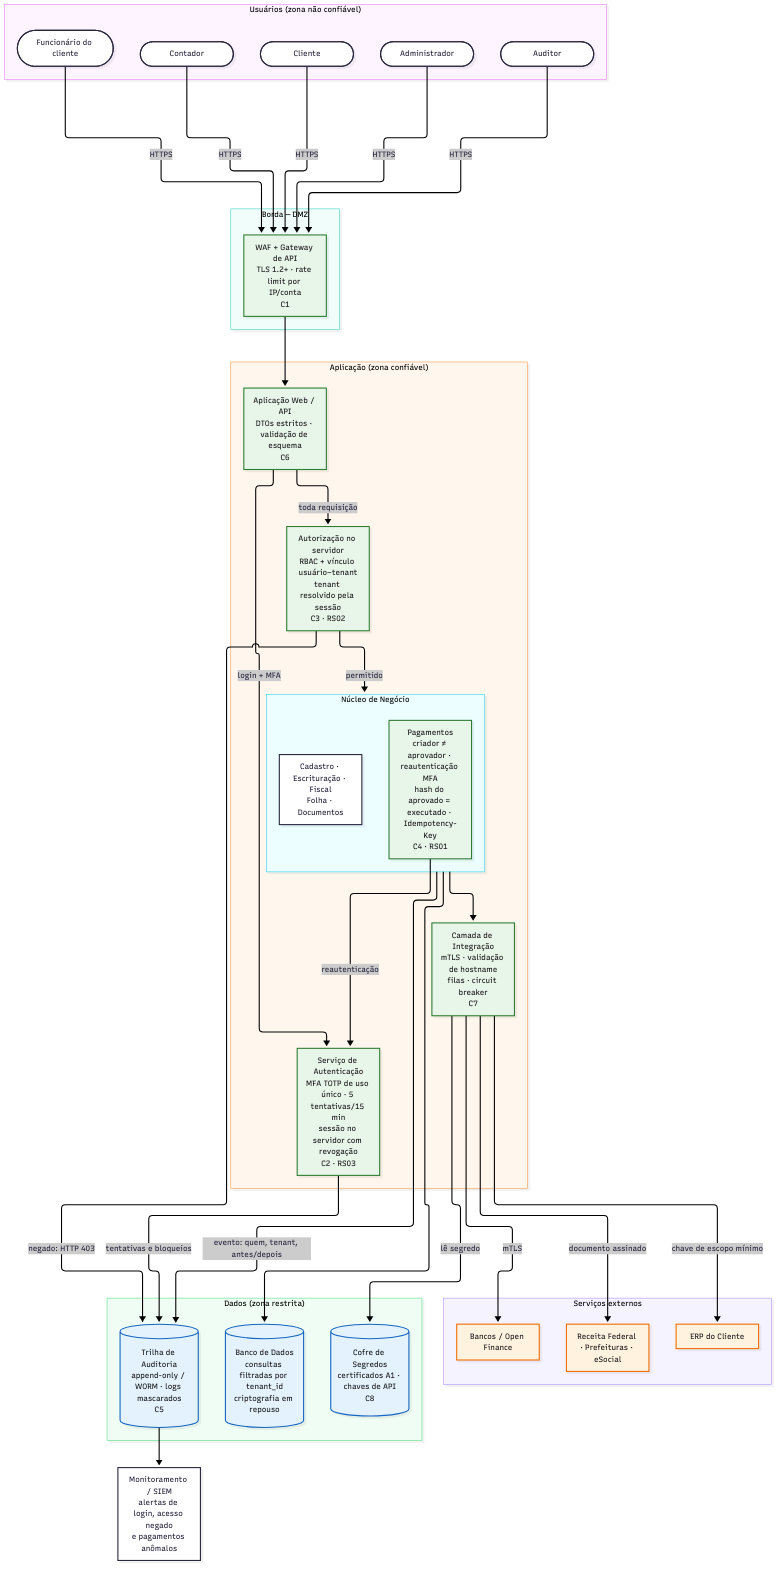 Usuários (zona não confiável)
Funcionário do
cliente
Contador
Cliente
Administrador
Auditor
HTTPS
HTTPS
HTTPS
HTTPS
HTTPS
Borda — DMZ
WAF + Gateway
de API
TLS 1.2+ · rate
limit por
IP/conta
C1
Aplicação (zona confiável)
Aplicação Web /
API
DTOs estritos ·
validação de
esquema
C6
toda requisição
Autorização no
servidor
RBAC + vínculo
usuário–tenant
tenant
resolvido pela
sessão
C3 · RS02
login + MFA
permitido
Núcleo de Negócio
Cadastro ·
Escrituração ·
Fiscal
Folha ·
Documentos
Pagamentos
criador ≠
aprovador ·
reautenticação
MFA
hash do
aprovado =
executado ·
Idempotency-
Key
C4 · RS01
Camada de
Integração
mTLS · validação
de hostname
filas · circuit
breaker
C7
reautenticação
Serviço de
Autenticação
MFA TOTP de uso
único · 5
tentativas/15
min
sessão no
servidor com
revogação
C2 · RS03
negado: HTTP 403
tentativas e bloqueios
evento: quem, tenant,
antes/depois
lê segredo
mTLS
documento assinado
chave de escopo mínimo
Dados (zona restrita)
Trilha de
Auditoria
append-only /
WORM · logs
mascarados
C5
Banco de Dados
consultas
filtradas por
tenant_id
criptografia em
repouso
Cofre de
Segredos
certificados A1 ·
chaves de API
C8
Serviços externos
Bancos / Open
Finance
Receita Federal
· Prefeituras ·
eSocial
ERP do Cliente
Monitoramento
/ SIEM
alertas de
login, acesso
negado
e pagamentos
anômalos